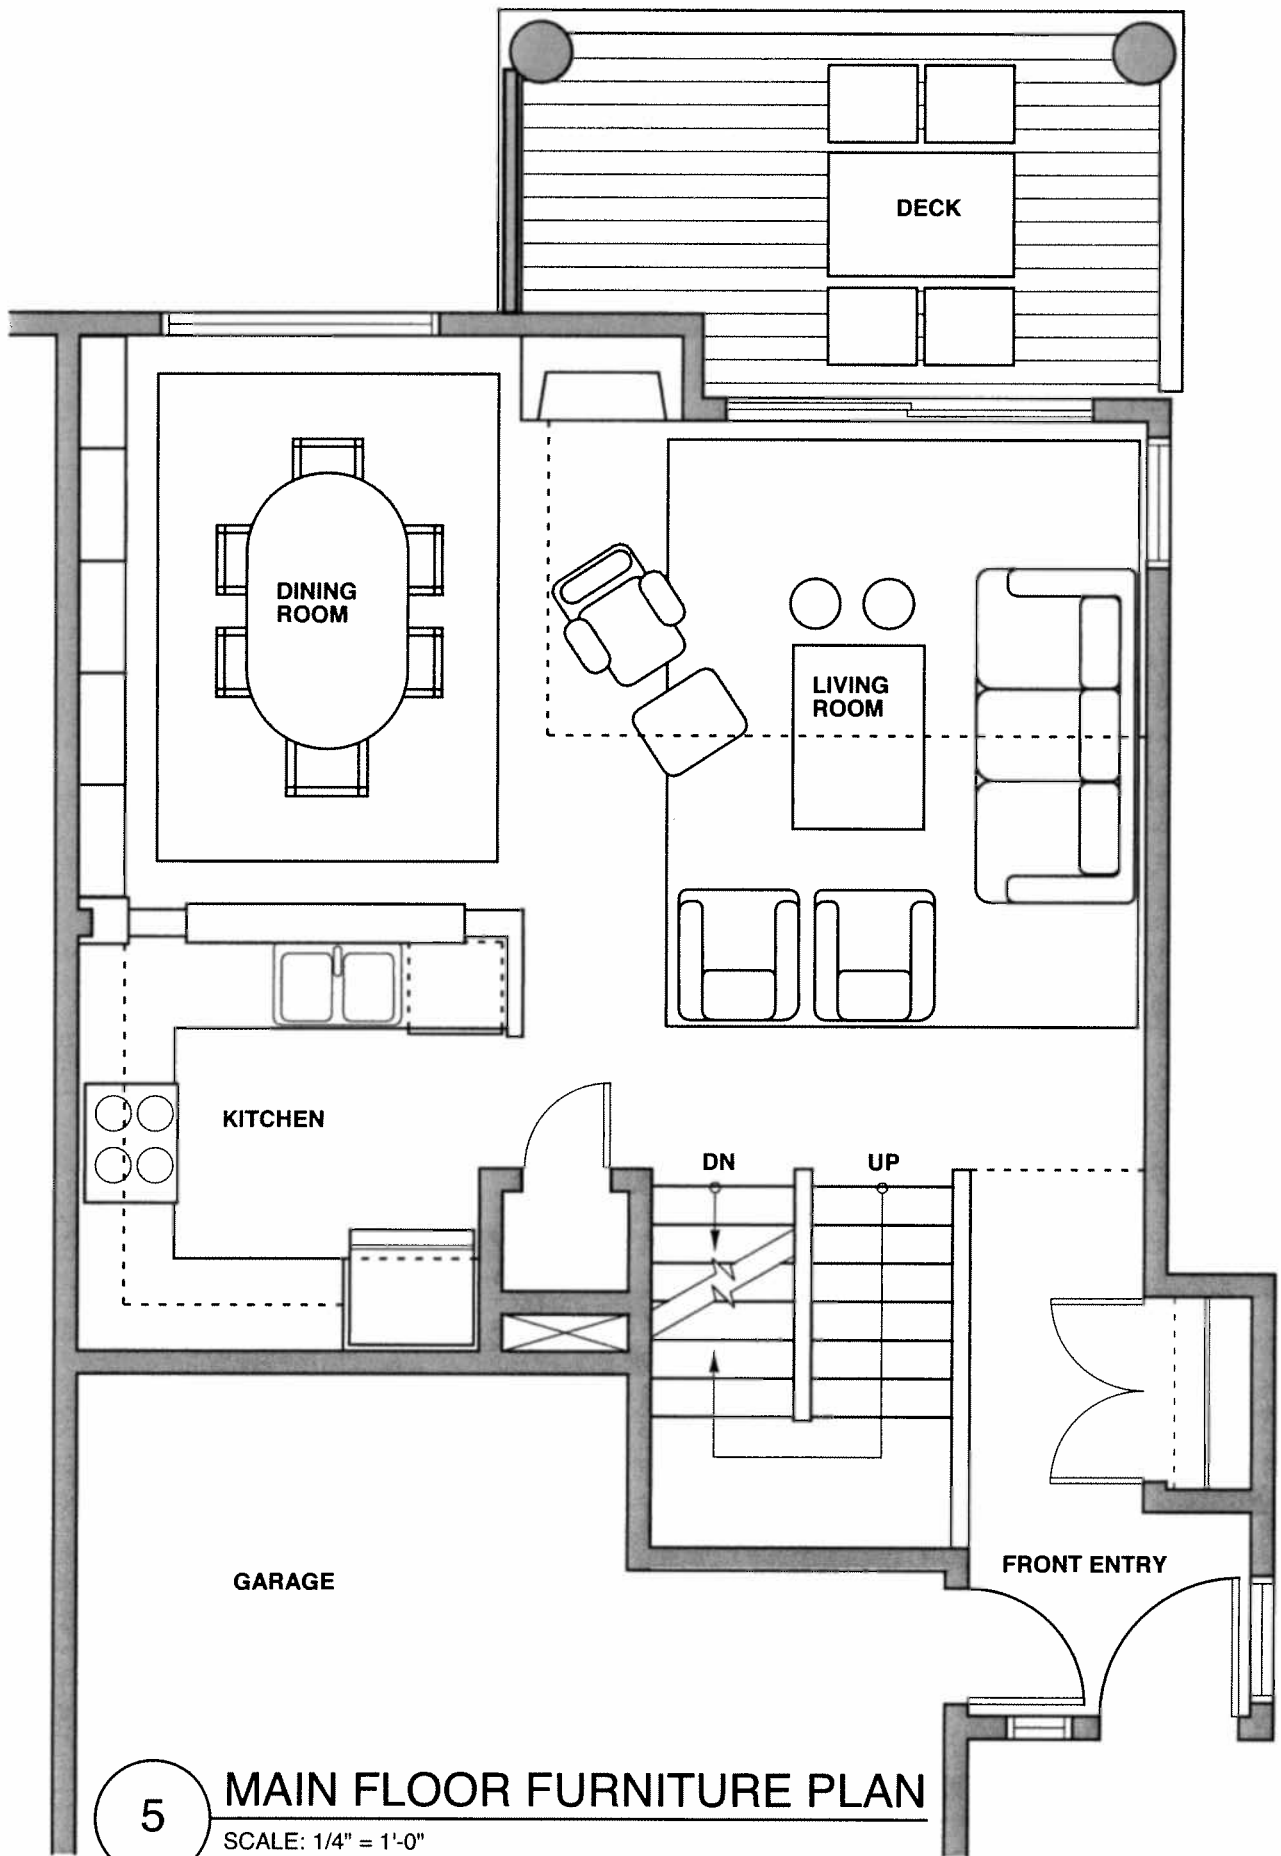 DECK
DINING
ROOM
LIVING
ROOM
KITCHEN
DN
UP
FRONT ENTRY
GARAGE
5
MAIN FLOOR FURNITURE PLAN
SCALE: 1/4" = 1'-0"